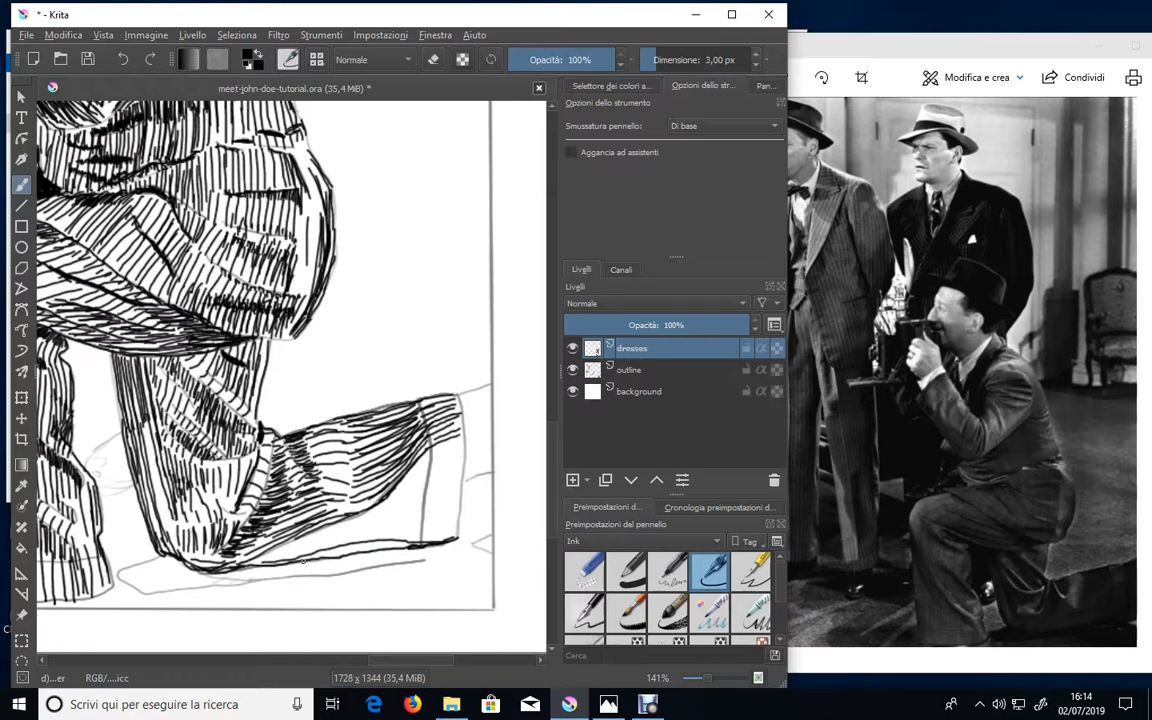 * - Krita
File Modifica Vista Immagine Livello Seleziona Filtro Strumenti Impostazioni Finestra Aiuto
Normale Opacità: 100% Dimensione: 3,00 px
meet-john-doe-tutorial.ora (35,4 MiB) *
Selettore dei colori a... Opzioni dello str... Pan...
Opzioni dello strumento
Smussatura pennello: Di base
Aggancia ad assistenti
Livelli Canali
Livelli
Normale
Opacità: 100%
dresses
outline
background
Preimpostazioni d... Cronologia preimpostazioni d...
Preimpostazioni del pennello
Ink Tag
Cerca
d)...er RGB/....icc 1728 x 1344 (35,4 MiB) 141%
Modifica e crea Condividi
Scrivi qui per eseguire la ricerca
16:14
02/07/2019